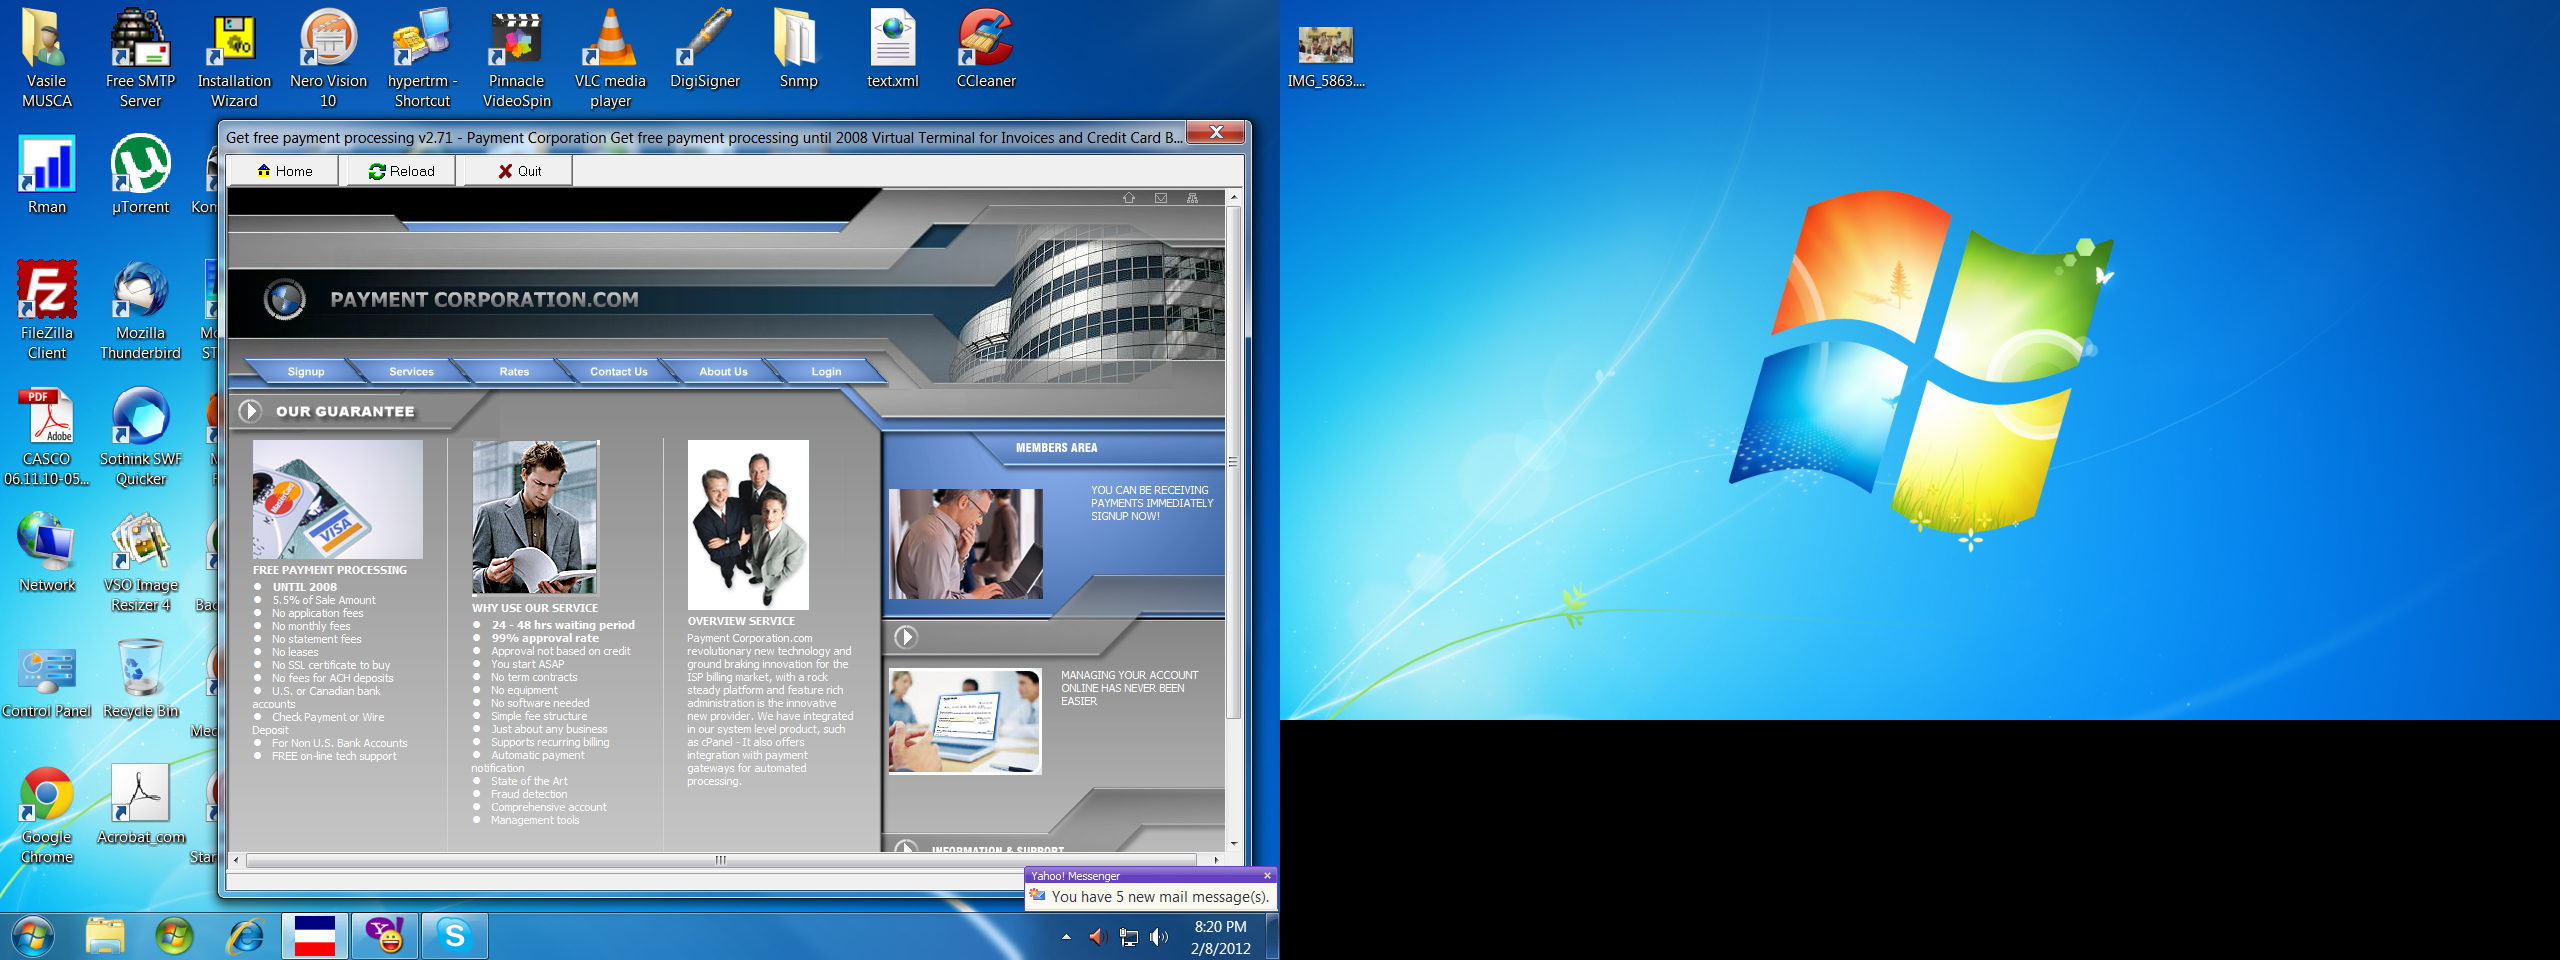 Vasile
MUSCA
Free SMTP
Server
Installation
Wizard
Nero Vision
10
hypertrm -
Shortcut
Pinnacle
VideoSpin
VLC media
player
DigiSigner
Snmp
text.xml
CCleaner
IMG_5863....
Rman
µTorrent
FileZilla
Client
Mozilla
Thunderbird
PDF
Adobe
CASCO
06.11.10-05...
Sothink SWF
Quicker
Network
VSO Image
Resizer 4
Control Panel
Recycle Bin
Google
Chrome
Acrobat_com
Get free payment processing v2.71 - Payment Corporation Get free payment processing until 2008 Virtual Terminal for Invoices and Credit Card B...
Home
Reload
Quit
PAYMENT CORPORATION.COM
Signup
Services
Rates
Contact Us
About Us
Login
OUR GUARANTEE
MasterCard
VISA
FREE PAYMENT PROCESSING
UNTIL 2008
5.5% of Sale Amount
No application fees
No monthly fees
No statement fees
No leases
No SSL certificate to buy
No fees for ACH deposits
U.S. or Canadian bank
accounts
Check Payment or Wire
Deposit
For Non U.S. Bank Accounts
FREE on-line tech support
WHY USE OUR SERVICE
24 - 48 hrs waiting period
99% approval rate
Approval not based on credit
You start ASAP
No term contracts
No equipment
No software needed
Simple fee structure
Just about any business
Supports recurring billing
Automatic payment
notification
State of the Art
Fraud detection
Comprehensive account
Management tools
OVERVIEW SERVICE
Payment Corporation.com
revolutionary new technology and
ground braking innovation for the
ISP billing market, with a rock
steady platform and feature rich
administration is the innovative
new provider. We have integrated
in our system level product, such
as cPanel - It also offers
integration with payment
gateways for automated
processing.
MEMBERS AREA
YOU CAN BE RECEIVING
PAYMENTS IMMEDIATELY
SIGNUP NOW!
MANAGING YOUR ACCOUNT
ONLINE HAS NEVER BEEN
EASIER
INFORMATION & SUPPORT
Yahoo! Messenger
You have 5 new mail message(s).
8:20 PM
2/8/2012